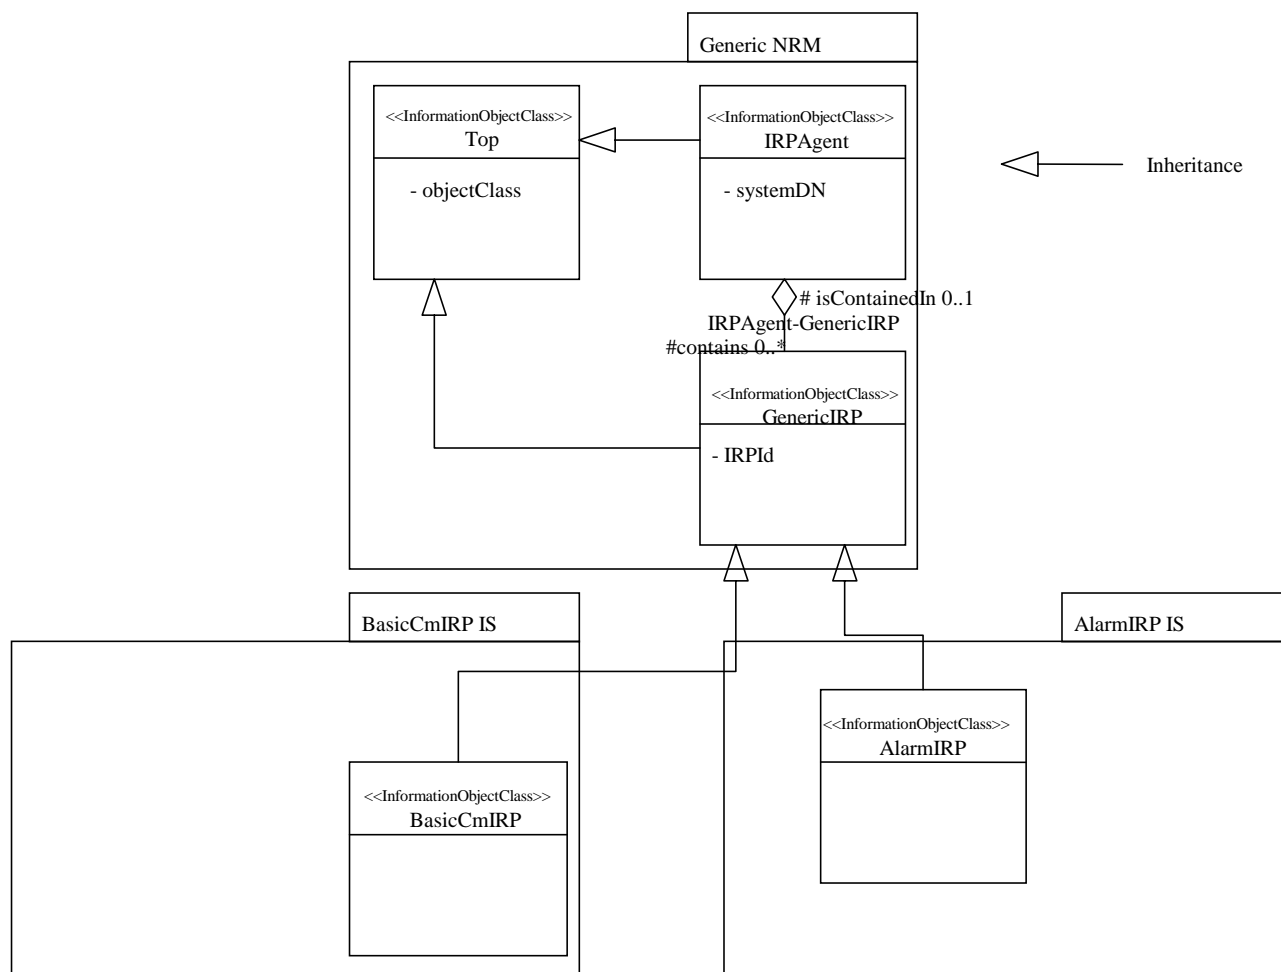 Generic NRM
<<InformationObjectClass>>
Top
- objectClass
<<InformationObjectClass>>
IRPAgent
- systemDN
Inheritance
# isContainedIn 0..1
IRPAgent-GenericIRP
#contains 0..*
<<InformationObjectClass>>
GenericIRP
- IRPId
BasicCmIRP IS
<<InformationObjectClass>>
BasicCmIRP
AlarmIRP IS
<<InformationObjectClass>>
AlarmIRP